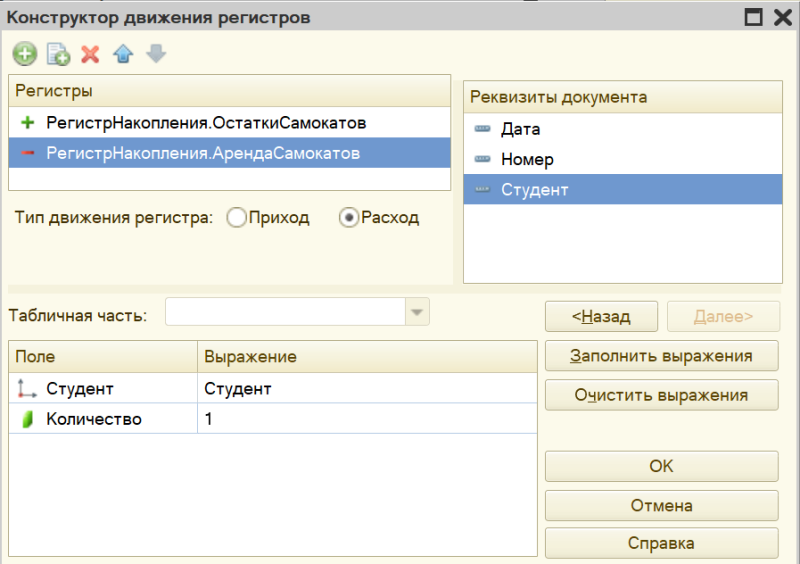 Конструктор движения регистров
Регистры
РегистрНакопления.ОстаткиСамокатов
РегистрНакопления.АрендаСамокатов
Тип движения регистра: Приход Расход
Реквизиты документа
Дата
Номер
Студент
Табличная часть:
<Назад Далее>
Поле Выражение
Студент Студент
Количество 1
Заполнить выражения
Очистить выражения
OK
Отмена
Справка